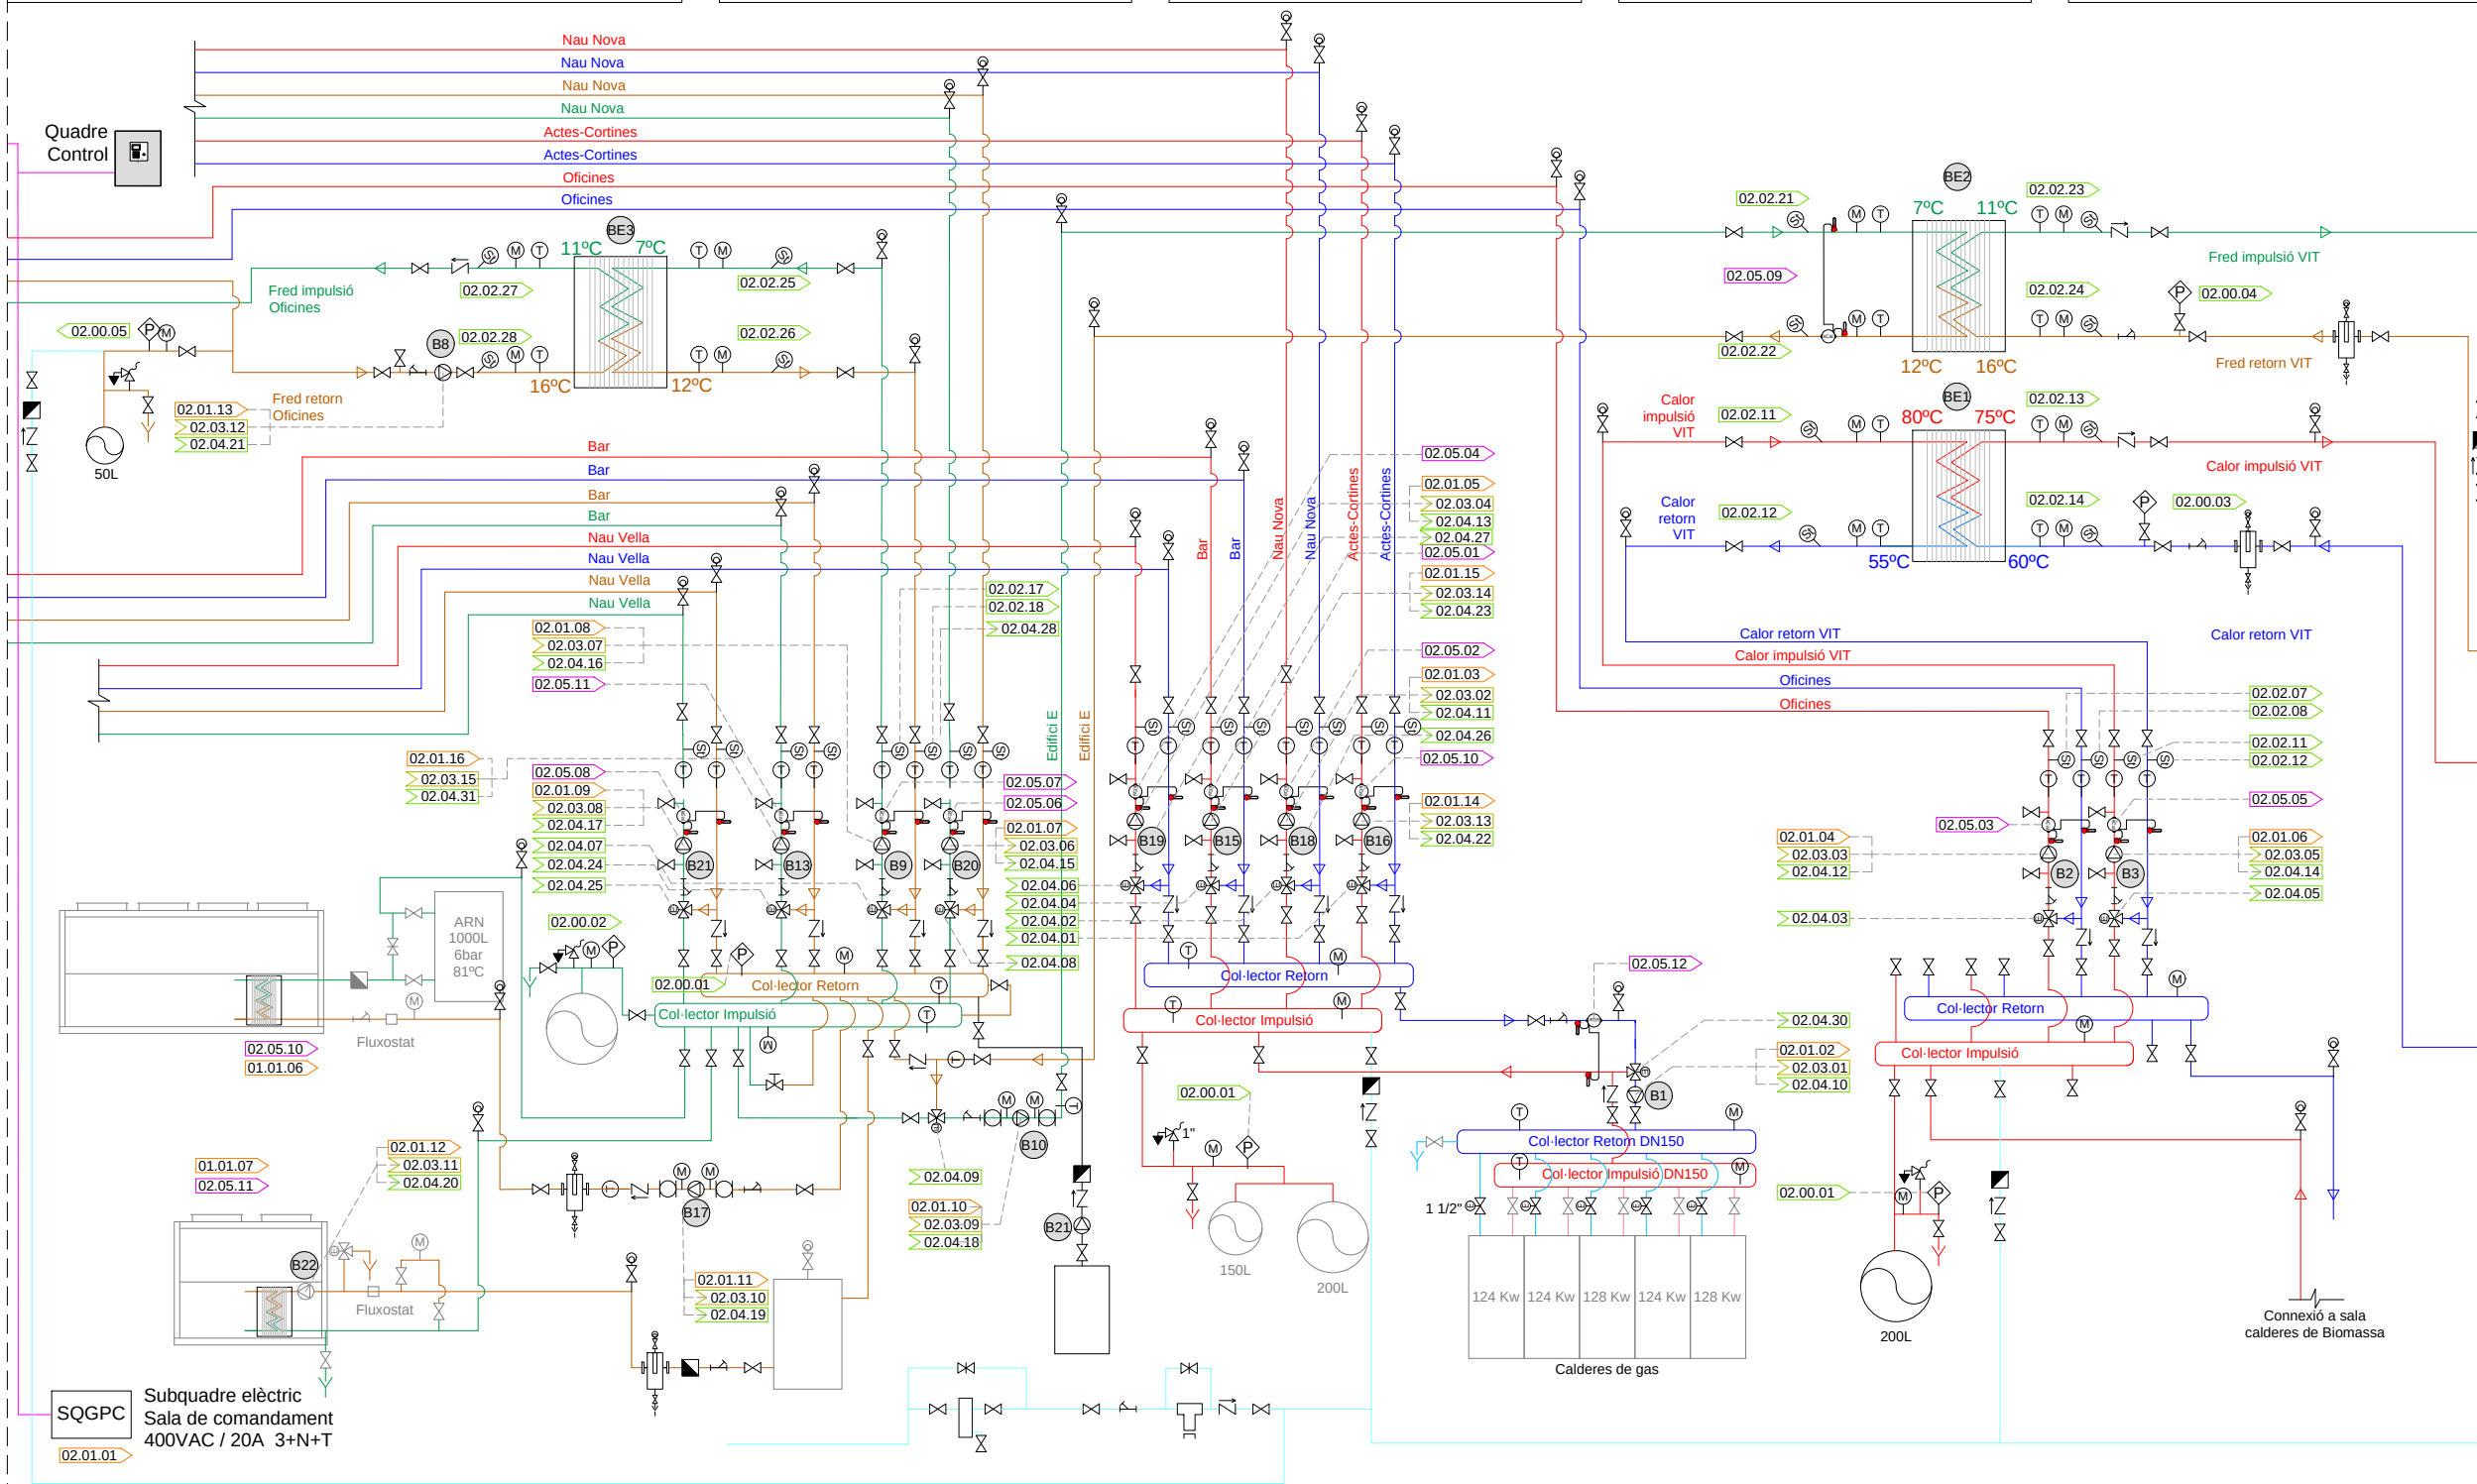 Nau Nova
Nau Nova
Nau Nova
Nau Nova
Actes-Cortines
Actes-Cortines
Oficines
Oficines
Quadre
Control
BE3
11ºC
7ºC
M
T
T
M
02.02.27
02.02.25
Fred impulsió
Oficines
02.00.05
P
M
B8
02.02.28
02.02.26
M
T
T
M
16ºC
12ºC
Fred retorn
Oficines
02.01.13
02.03.12
02.04.21
50L
BE2
02.02.21
02.02.23
7ºC
11ºC
M
T
T
M
Fred impulsió VIT
02.05.09
02.02.24
P
02.00.04
M
T
T
M
02.02.22
12ºC
16ºC
Fred retorn VIT
BE1
Calor
impulsió
VIT
02.02.11
80ºC
75ºC
02.02.13
M
T
T
M
Calor impulsió VIT
Calor
retorn
VIT
02.02.12
02.02.14
P
02.00.03
M
T
T
M
55ºC
60ºC
Calor retorn VIT
Calor retorn VIT
Calor impulsió VIT
Oficines
Oficines
Bar
Bar
Bar
Bar
Nau Vella
Nau Vella
Nau Vella
Nau Vella
Bar
Bar
Nau Nova
Nau Nova
Actes-Cortines
Actes-Cortines
02.05.04
02.01.05
02.03.04
02.04.13
02.04.27
02.05.01
02.01.15
02.03.14
02.04.23
02.05.02
02.01.03
02.03.02
02.04.11
02.04.26
02.05.10
02.01.14
02.03.13
02.04.22
02.02.17
02.02.18
02.04.28
02.01.08
02.03.07
02.04.16
02.05.11
Edifici E
Edifici E
02.01.16
02.03.15
02.04.31
02.05.08
02.01.09
02.03.08
02.04.17
02.04.07
02.04.24
02.04.25
T
T
T
T
T
T
T
T
B21
B13
B9
B20
02.05.07
02.05.06
02.01.07
02.03.06
02.04.15
02.04.06
02.04.04
02.04.02
02.04.01
02.04.08
T
T
T
T
T
T
T
T
B19
B15
B18
B16
02.02.07
02.02.08
02.02.11
02.02.12
02.05.05
02.05.03
T
T
T
T
02.01.04
02.03.03
02.04.12
02.01.06
02.03.05
02.04.14
02.04.05
02.04.03
B2
B3
ARN
1000L
6bar
81ºC
M
Fluxostat
02.05.10
01.01.06
02.00.02
M
P
P
M
02.00.01
Col·lector Retorn
T
Col·lector Impulsió
T
M
T
Col·lector Retorn
M
T
Col·lector Impulsió
M
02.05.12
02.04.30
02.01.02
02.03.01
02.04.10
B1
Col·lector Retorn
M
Col·lector Impulsió
M
T
M
M
T
B10
02.04.09
02.01.10
02.03.09
02.04.18
B21
02.00.01
1"
M
P
150L
200L
T
M
Col·lector Retorn DN150
T
Col·lector Impulsió DN150
M
1 1/2"
124 Kw
124 Kw
128 Kw
124 Kw
128 Kw
Calderes de gas
02.00.01
M
P
200L
Connexió a sala
calderes de Biomassa
02.01.12
02.03.11
02.04.20
01.01.07
02.05.11
B22
M
Fluxostat
M
M
B17
02.01.11
02.03.10
02.04.19
SQGPC
Subquadre elèctric
Sala de comandament
400VAC / 20A 3+N+T
02.01.01